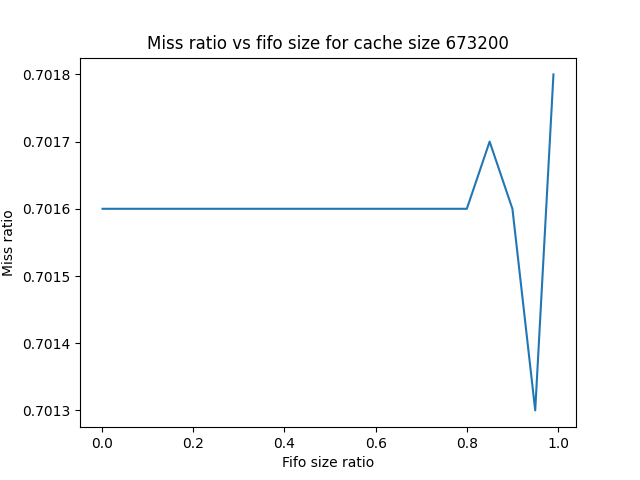 Miss ratio vs fifo size for cache size 673200
0.7018
0.7017
0.7016
0.7015
0.7014
0.7013
Miss ratio
0.0 0.2 0.4 0.6 0.8 1.0
Fifo size ratio